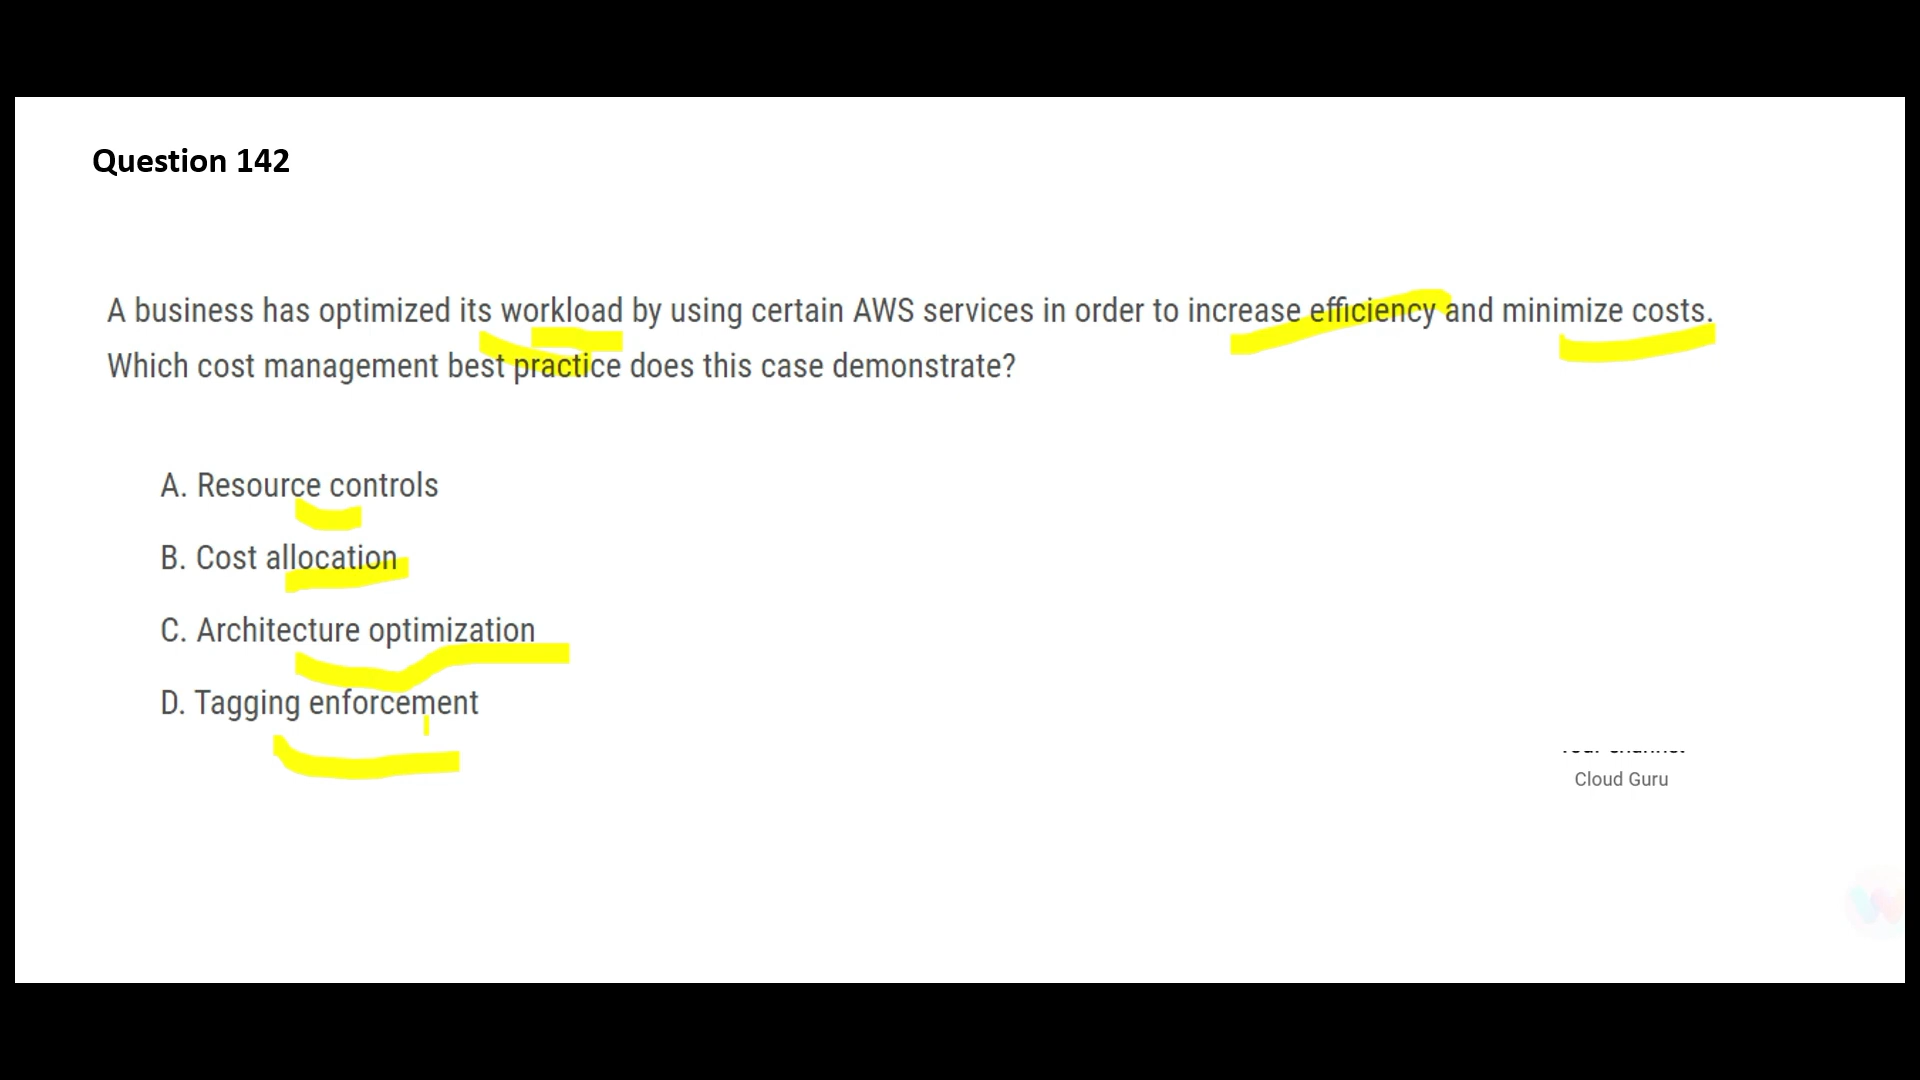 Question 142
A business has optimized its workload by using certain AWS services in order to increase efficiency and minimize costs.
Which cost management best practice does this case demonstrate?
A. Resource controls
B. Cost allocation
C. Architecture optimization
D. Tagging enforcement
Your channel
Cloud Guru